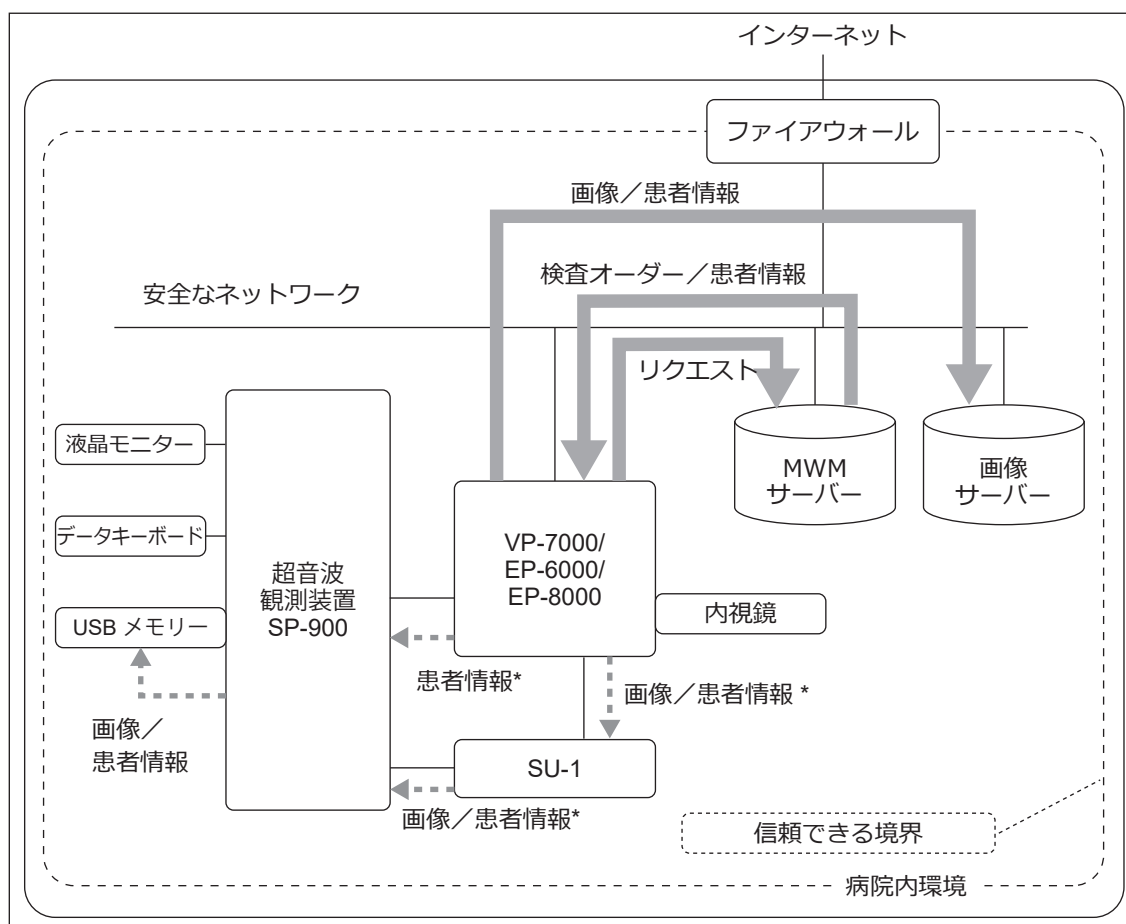 インターネット
ファイアウォール
画像／患者情報
検査オーダー／患者情報
安全なネットワーク
リクエスト
液晶モニター
MWM
サーバー
画像
サーバー
データキーボード
超音波
観測装置
SP-900
VP-7000/
EP-6000/
EP-8000
USB メモリー
内視鏡
患者情報*
画像／患者情報 *
画像／
患者情報
SU-1
画像／患者情報*
信頼できる境界
病院内環境